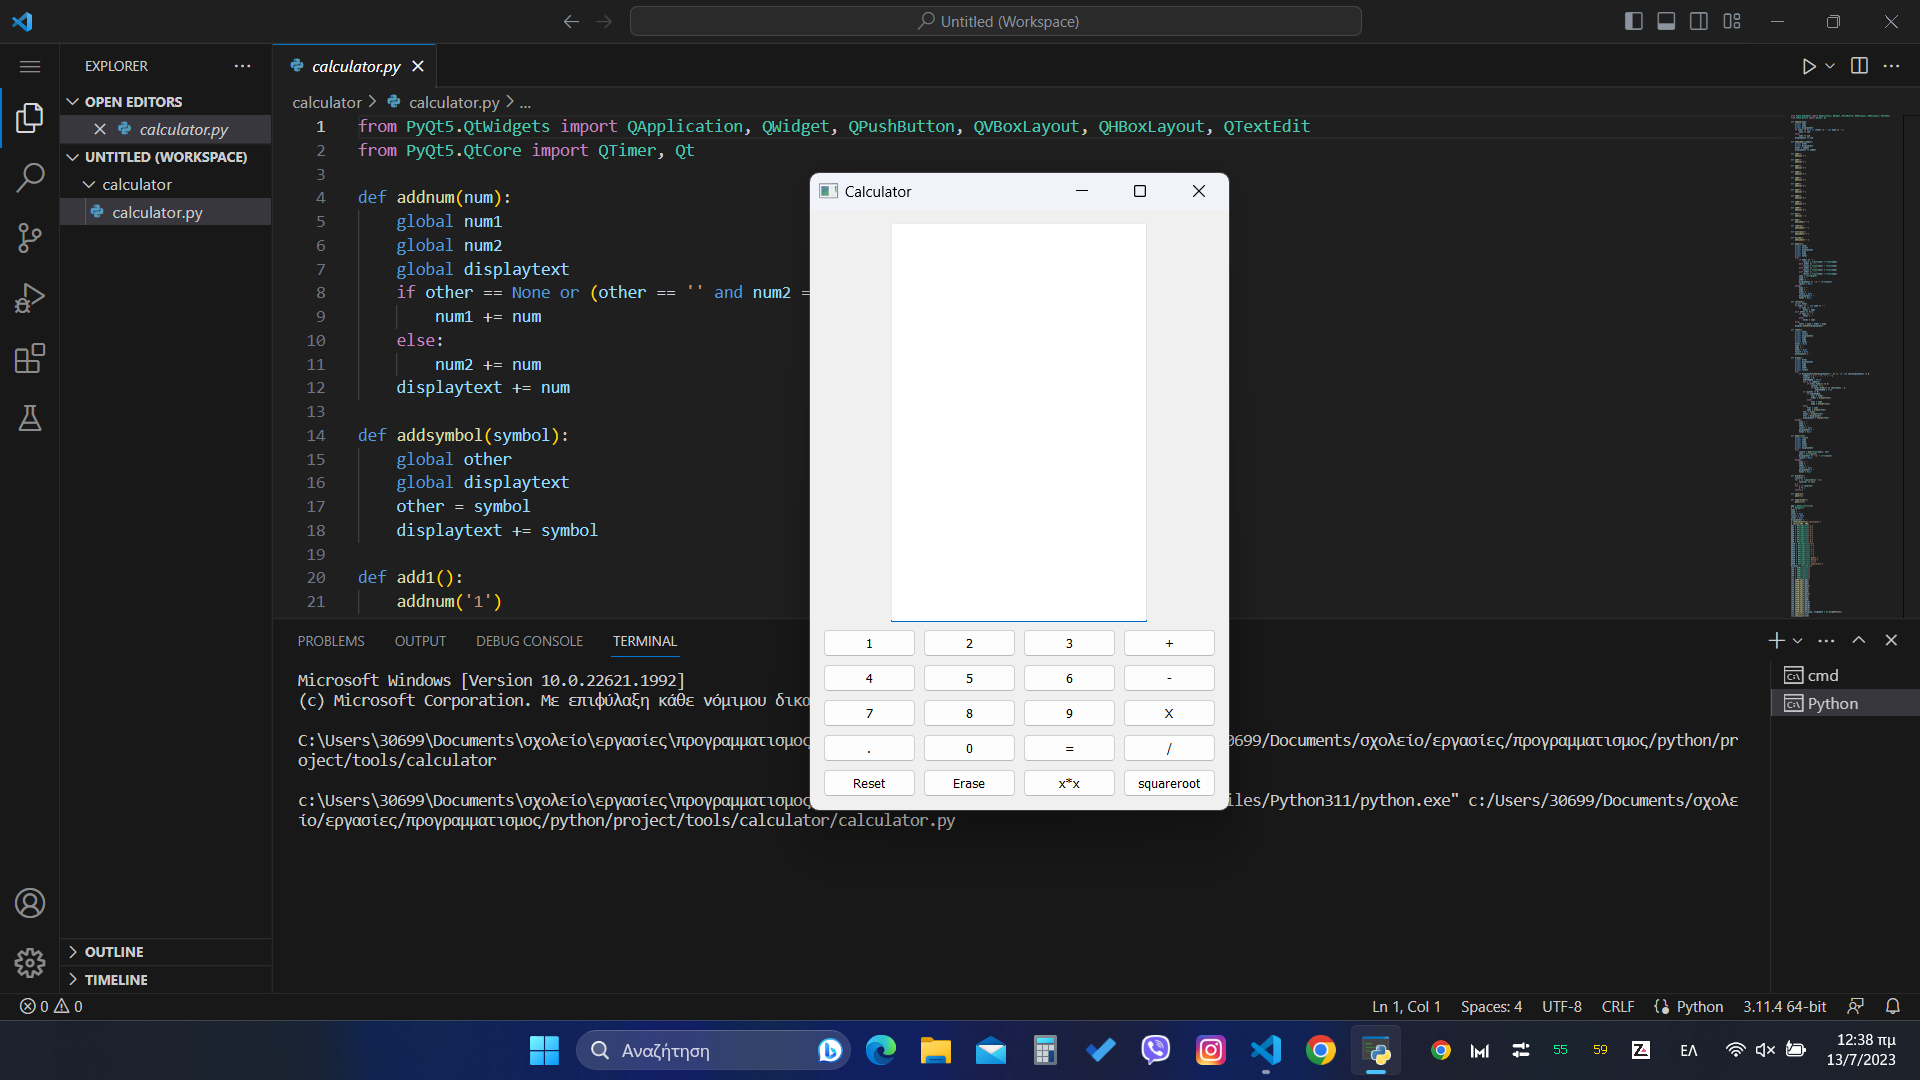 Untitled (Workspace)
EXPLORER
OPEN EDITORS
calculator.py
UNTITLED (WORKSPACE)
calculator
calculator.py
OUTLINE
TIMELINE
calculator.py
calculator > calculator.py > ...
1 from PyQt5.QtWidgets import QApplication, QWidget, QPushButton, QVBoxLayout, QHBoxLayout, QTextEdit
2 from PyQt5.QtCore import QTimer, Qt
3
4 def addnum(num):
5 global num1
6 global num2
7 global displaytext
8 if other == None or (other == '' and num2 =
9 num1 += num
10 else:
11 num2 += num
12 displaytext += num
13
14 def addsymbol(symbol):
15 global other
16 global displaytext
17 other = symbol
18 displaytext += symbol
19
20 def add1():
21 addnum('1')
Calculator
1 2 3 +
4 5 6 -
7 8 9 X
. 0 = /
Reset Erase x*x squareroot
PROBLEMS OUTPUT DEBUG CONSOLE TERMINAL
Microsoft Windows [Version 10.0.22621.1992]
(c) Microsoft Corporation. Με επιφύλαξη κάθε νόμιμου δικα
C:\Users\30699\Documents\σχολείο\εργασίες\προγραμματισμος 0699/Documents/σχολείο/εργασίες/προγραμματισμος/python/pr
oject/tools/calculator
c:\Users\30699\Documents\σχολείο\εργασίες\προγραμματισμος iles/Python311/python.exe" c:/Users/30699/Documents/σχολε
ίο/εργασίες/προγραμματισμος/python/project/tools/calculator/calculator.py
cmd
Python
0 0
Ln 1, Col 1 Spaces: 4 UTF-8 CRLF Python 3.11.4 64-bit
Αναζήτηση
55 59 ΕΛ
12:38 πμ
13/7/2023